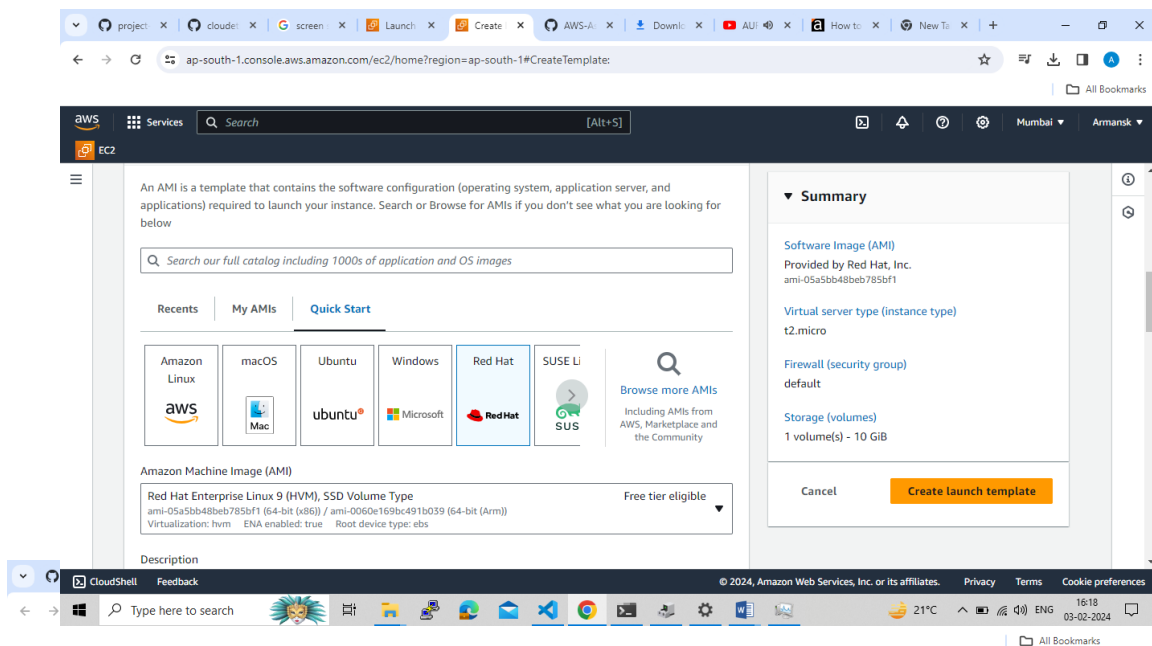 project
cloudet
screen
Launch
Create
AWS-A
Downlo
AUI
How to
New Ta
ap-south-1.console.aws.amazon.com/ec2/home?region=ap-south-1#CreateTemplate:
A
All Bookmarks
aws
Services
Search
[Alt+S]
Mumbai
Armansk
EC2
An AMI is a template that contains the software configuration (operating system, application server, and
applications) required to launch your instance. Search or Browse for AMIs if you don't see what you are looking for
below
Search our full catalog including 1000s of application and OS images
Recents
My AMIs
Quick Start
Amazon
Linux
aws
macOS
Mac
Ubuntu
ubuntu
Windows
Microsoft
Red Hat
Red Hat
SUSE Li
SUS
Browse more AMIs
Including AMIs from
AWS, Marketplace and
the Community
Amazon Machine Image (AMI)
Red Hat Enterprise Linux 9 (HVM), SSD Volume Type
Free tier eligible
ami-05a5bb48beb785bf1 (64-bit (x86)) / ami-0060e169bc491b039 (64-bit (Arm))
Virtualization: hvm ENA enabled: true Root device type: ebs
Description
Summary
Software Image (AMI)
Provided by Red Hat, Inc.
ami-05a5bb48beb785bf1
Virtual server type (instance type)
t2.micro
Firewall (security group)
default
Storage (volumes)
1 volume(s) - 10 GiB
Cancel
Create launch template
CloudShell
Feedback
© 2024, Amazon Web Services, Inc. or its affiliates.
Privacy
Terms
Cookie preferences
Type here to search
21°C
ENG
16:18
03-02-2024
All Bookmarks